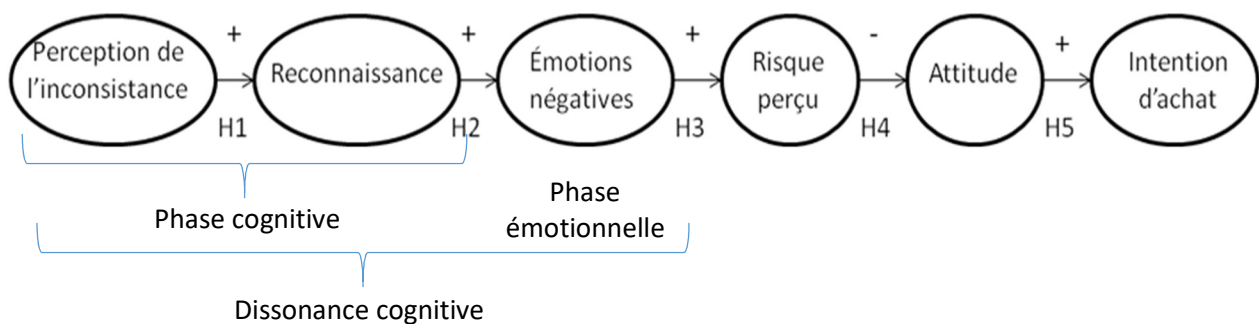 +
+
+
-
+
Perception de
l'inconsistance
Reconnaissance
Émotions
négatives
Risque
perçu
Attitude
Intention
d'achat
H1
H2
H3
H4
H5
Phase cognitive
Phase
émotionnelle
Dissonance cognitive